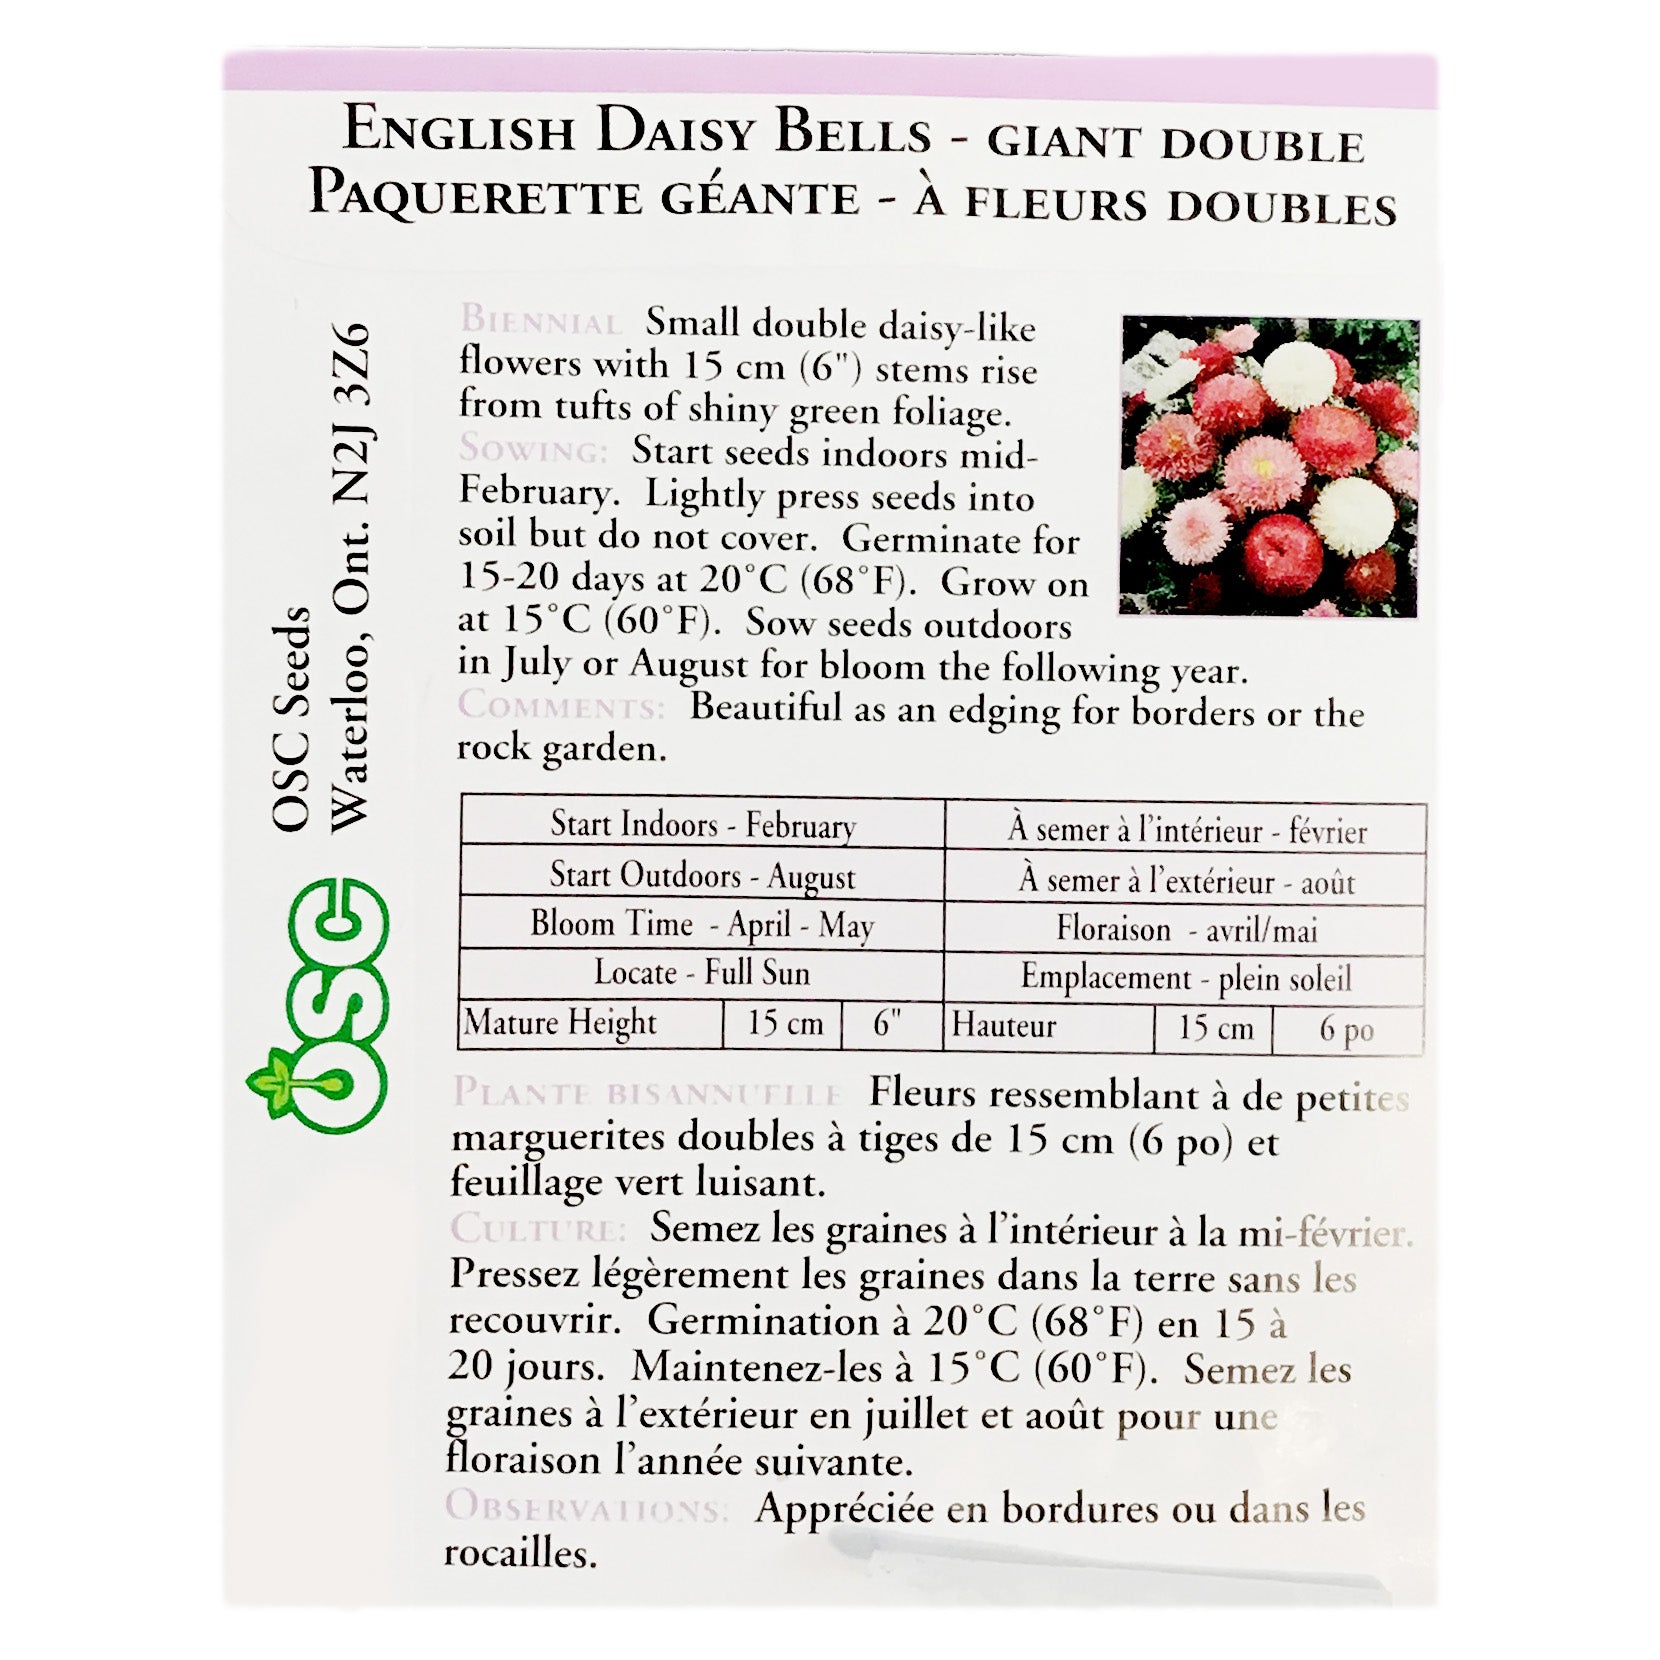 ENGLISH DAISY BELLS - GIANT DOUBLE
PAQUERETTE GÉANTE - À FLEURS DOUBLES
OSC Seeds
Waterloo, Ont. N2J 3Z6
OSC
BIENNIAL Small double daisy-like
flowers with 15 cm (6") stems rise
from tufts of shiny green foliage.
SOWING: Start seeds indoors mid-
February. Lightly press seeds into
soil but do not cover. Germinate for
15-20 days at 20°C (68°F). Grow on
at 15°C (60°F). Sow seeds outdoors
in July or August for bloom the following year.
COMMENTS: Beautiful as an edging for borders or the
rock garden.
Start Indoors - February À semer à l'intérieur - février
Start Outdoors - August À semer à l'extérieur - août
Bloom Time - April - May Floraison - avril/mai
Locate - Full Sun Emplacement - plein soleil
Mature Height 15 cm 6" Hauteur 15 cm 6 po
PLANTE BISANNUELLE Fleurs ressemblant à de petites
marguerites doubles à tiges de 15 cm (6 po) et
feuillage vert luisant.
CULTURE: Semez les graines à l'intérieur à la mi-février.
Pressez légèrement les graines dans la terre sans les
recouvrir. Germination à 20°C (68°F) en 15 à
20 jours. Maintenez-les à 15°C (60°F). Semez les
graines à l'extérieur en juillet et août pour une
floraison l'année suivante.
OBSERVATIONS: Appréciée en bordures ou dans les
rocailles.